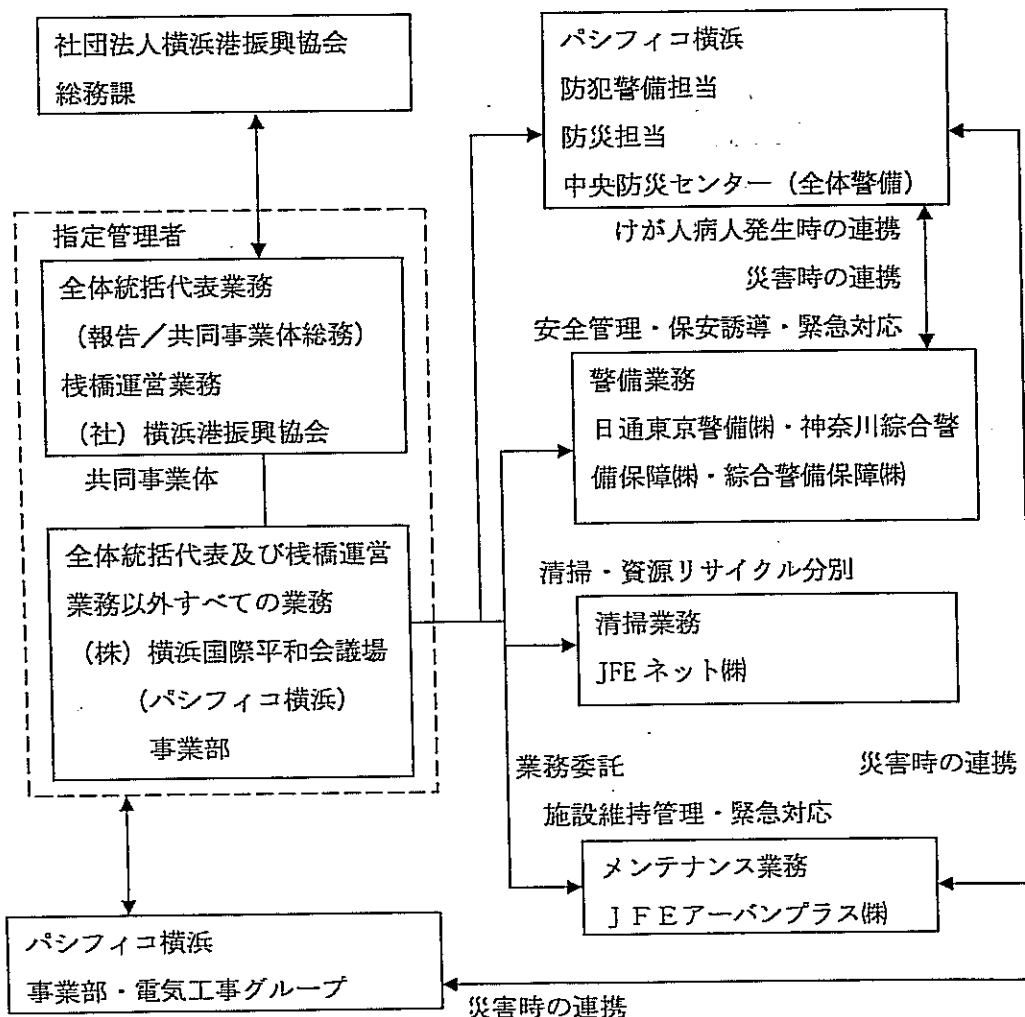 社団法人横浜港振興協会
総務課
指定管理者
全体統括代表業務
（報告／共同事業体総務）
桟橋運営業務
（社）横浜港振興協会
共同事業体
全体統括代表及び桟橋運営
業務以外すべての業務
（株）横浜国際平和会議場
（パシフィコ横浜）
事業部
パシフィコ横浜
事業部・電気工事グループ
パシフィコ横浜
防犯警備担当
防災担当
中央防災センター（全体警備）
けが人病人発生時の連携
災害時の連携
安全管理・保安誘導・緊急対応
警備業務
日通東京警備㈱・神奈川綜合警
備保障㈱・綜合警備保障㈱
清掃・資源リサイクル分別
清掃業務
JFEネット㈱
業務委託
災害時の連携
施設維持管理・緊急対応
メンテナンス業務
ＪＦＥアーバンプラス㈱
災害時の連携